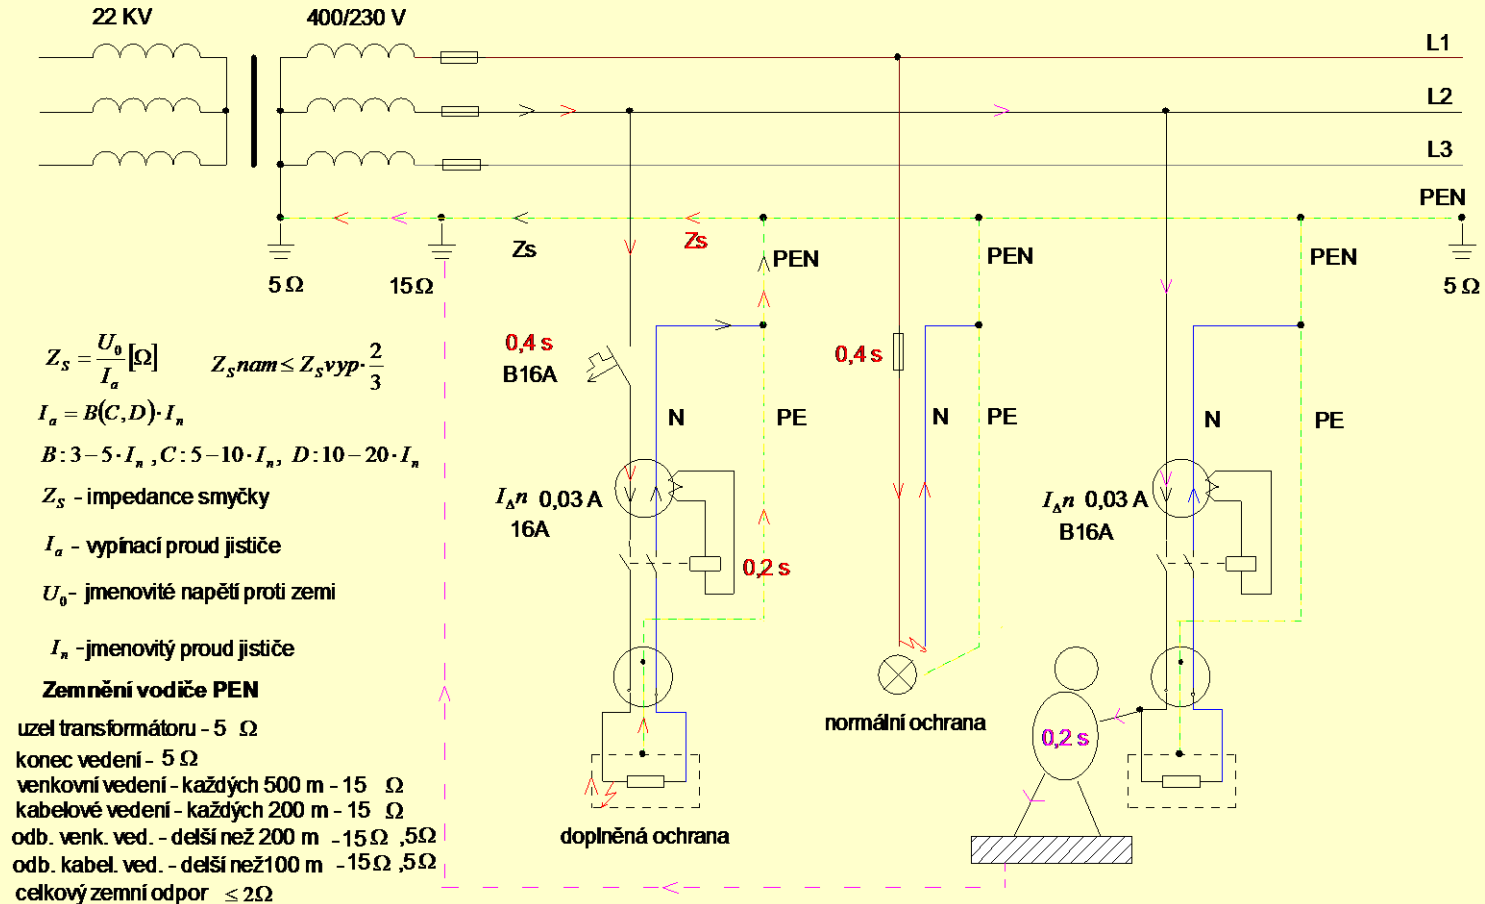 22 KV
400/230 V
L1
L2
L3
PEN
Zs
Zs
5 Ω
15 Ω
PEN
PEN
PEN
5 Ω
Z_S = U_0 / I_a [Ω]
Z_S nam ≤ Z_S vyp · 2/3
0,4 s
B16A
0,4 s
I_a = B(C, D) · I_n
N
PE
N
PE
N
PE
B : 3 – 5 · I_n , C : 5 – 10 · I_n, D : 10 – 20 · I_n
Z_S - impedance smyčky
I_Δn 0,03 A
16A
I_Δn 0,03 A
B16A
I_a - vypínací proud jističe
0,2 s
U_0 - jmenovité napětí proti zemi
I_n - jmenovitý proud jističe
Zemnění vodiče PEN
uzel transformátoru - 5 Ω
normální ochrana
0,2 s
konec vedení - 5 Ω
venkovní vedení - každých 500 m - 15 Ω
kabelové vedení - každých 200 m - 15 Ω
odb. venk. ved. - delší než 200 m - 15 Ω ,5Ω
doplněná ochrana
odb. kabel. ved. - delší než100 m - 15 Ω ,5Ω
celkový zemní odpor ≤ 2Ω